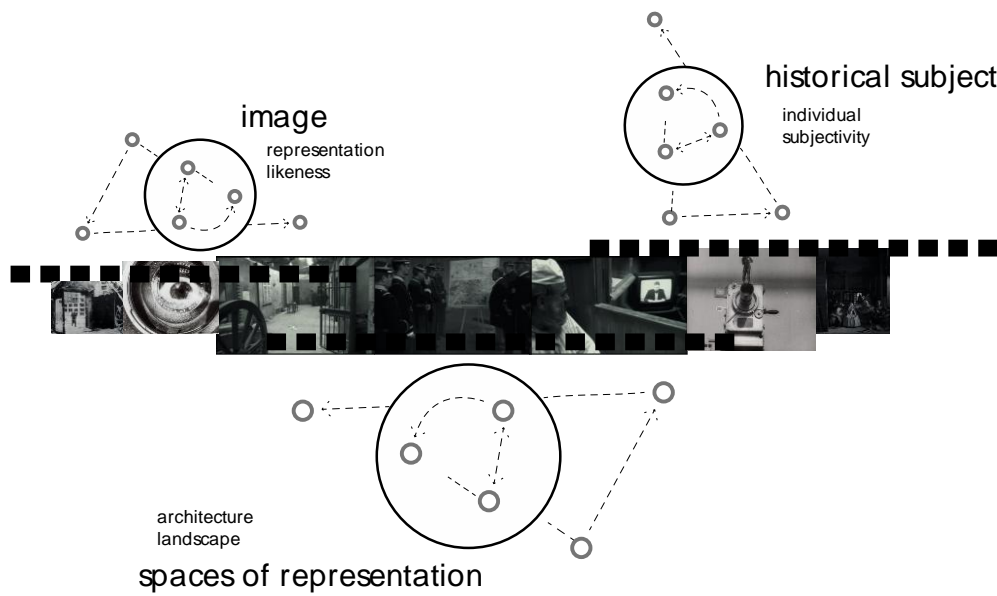 historical subject
individual
subjectivity
image
representation
likeness
architecture
landscape
spaces of representation